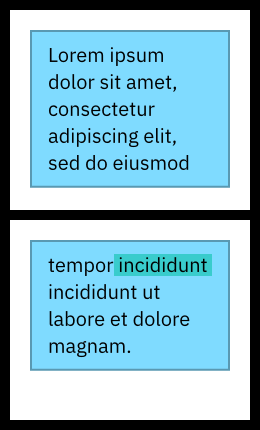 Lorem ipsum
dolor sit amet,
consectetur
adipiscing elit,
sed do eiusmod
tempor incididunt
incididunt ut
labore et dolore
magnam.